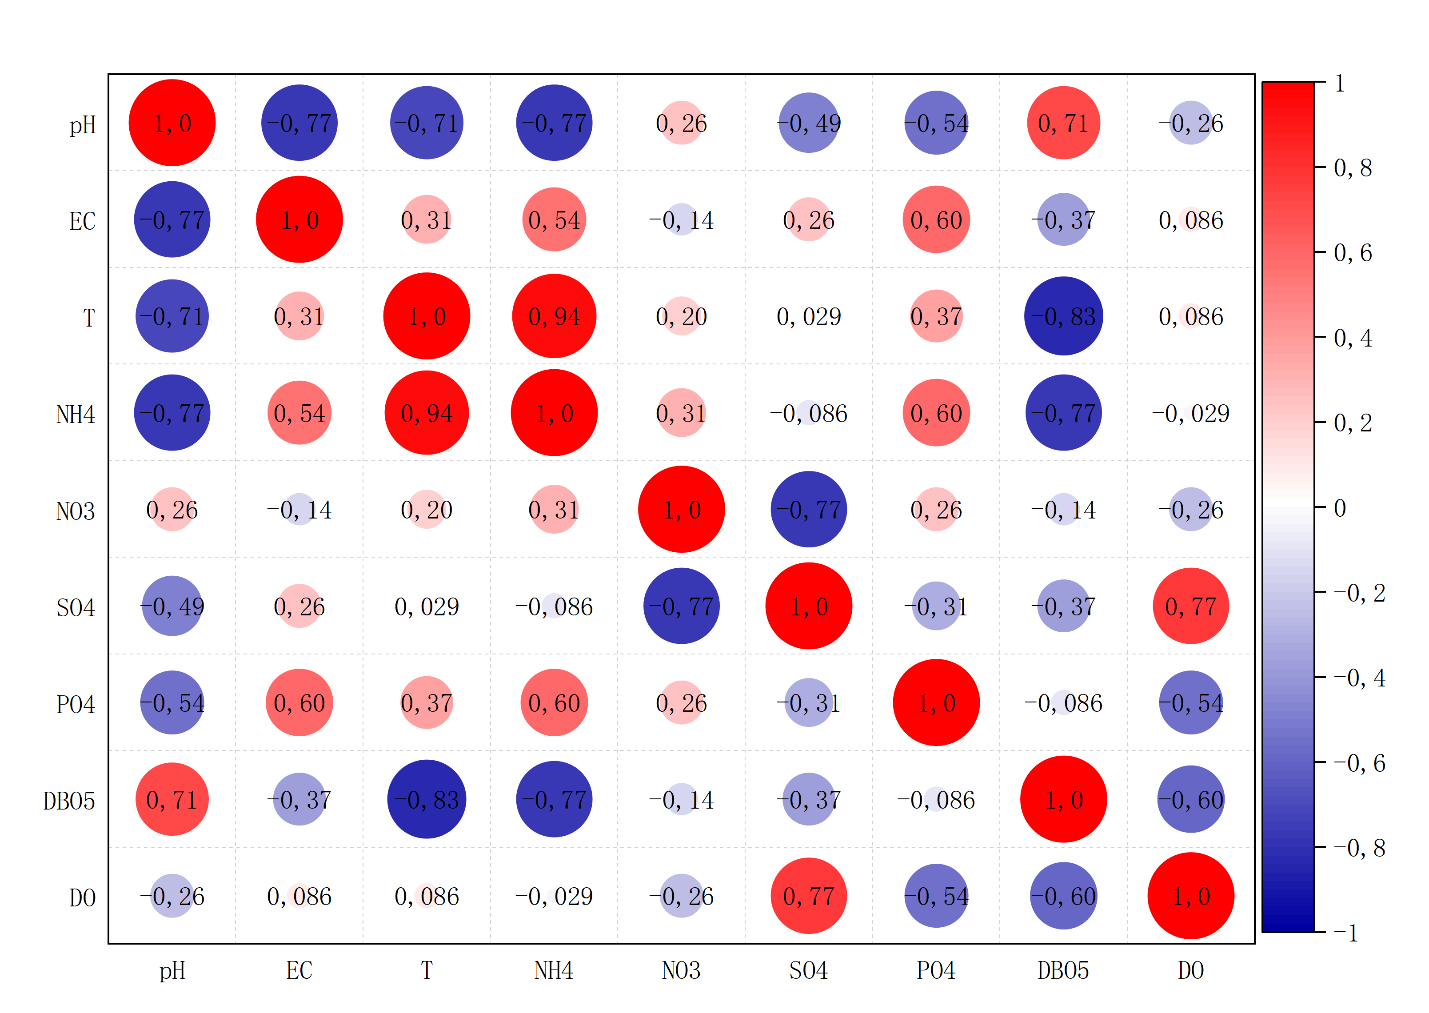 pH 1,0 -0,77 -0,71 -0,77 0,26 -0,49 -0,54 0,71 -0,26
EC -0,77 1,0 0,31 0,54 -0,14 0,26 0,60 -0,37 0,086
T -0,71 0,31 1,0 0,94 0,20 0,029 0,37 -0,83 0,086
NH4 -0,77 0,54 0,94 1,0 0,31 -0,086 0,60 -0,77 -0,029
NO3 0,26 -0,14 0,20 0,31 1,0 -0,77 0,26 -0,14 -0,26
SO4 -0,49 0,26 0,029 -0,086 -0,77 1,0 -0,31 -0,37 0,77
PO4 -0,54 0,60 0,37 0,60 0,26 -0,31 1,0 -0,086 -0,54
DBO5 0,71 -0,37 -0,83 -0,77 -0,14 -0,37 -0,086 1,0 -0,60
DO -0,26 0,086 0,086 -0,029 -0,26 0,77 -0,54 -0,60 1,0
pH EC T NH4 NO3 SO4 PO4 DBO5 DO
1
0,8
0,6
0,4
0,2
0
-0,2
-0,4
-0,6
-0,8
-1